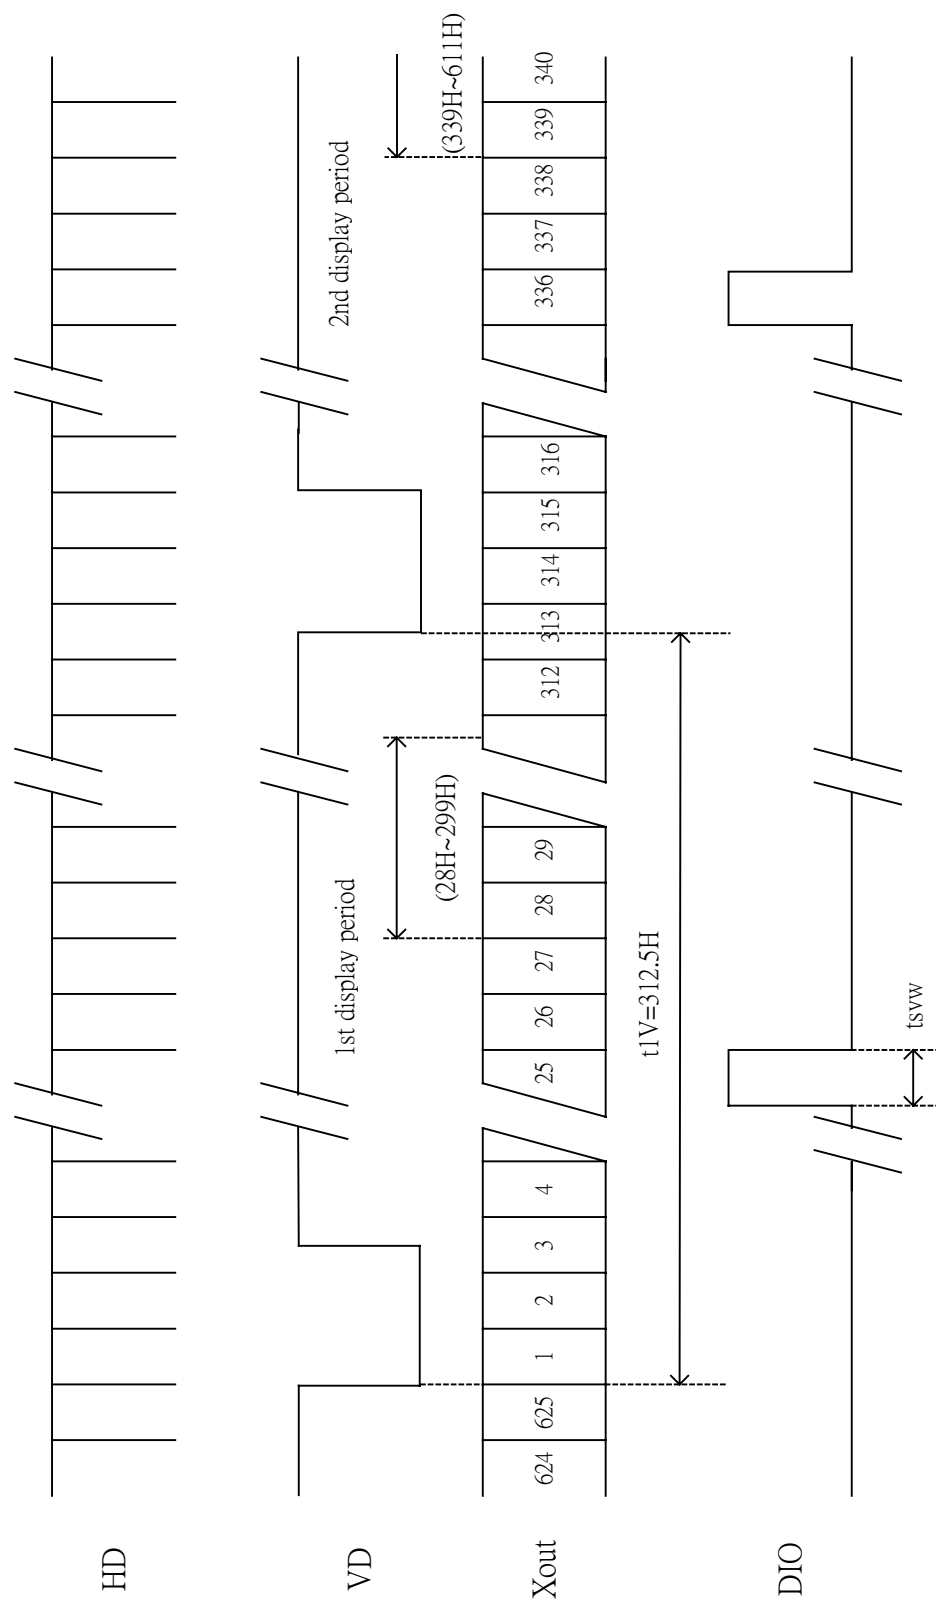 HD
VD
1st display period
2nd display period
(28H~299H)
(339H~611H)
Xout
624 625 1 2 3 4 25 26 27 28 29 312 313 314 315 316 336 337 338 339 340
t1V=312.5H
DIO
tsvw